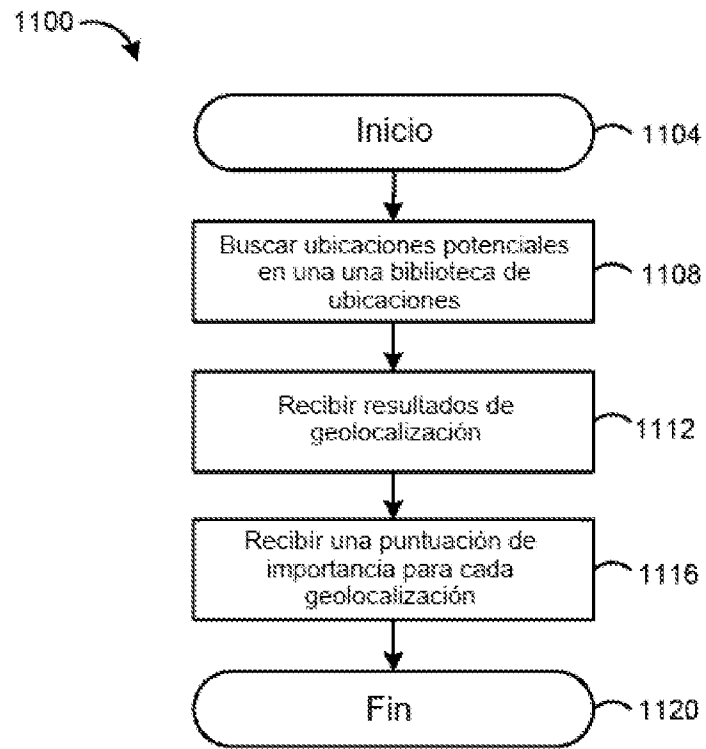 1100
Inicio
1104
Buscar ubicaciones potenciales
en una una biblioteca de
ubicaciones
1108
Recibir resultados de
geolocalización
1112
Recibir una puntuación de
importancia para cada
geolocalización
1116
Fin
1120